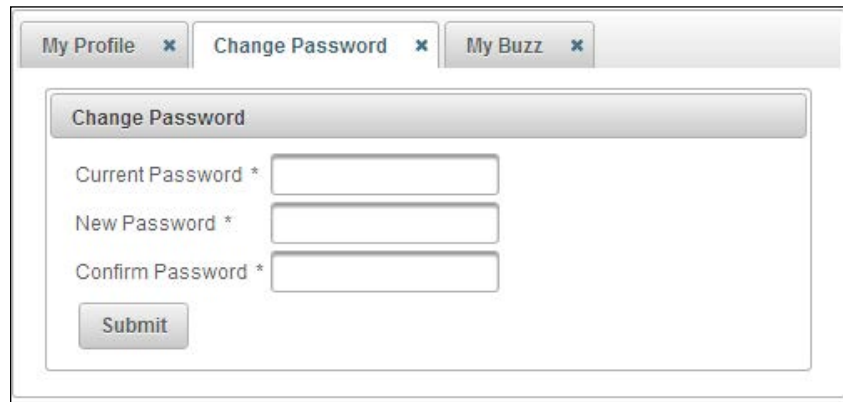 My Profile Change Password My Buzz
Change Password
Current Password *
New Password *
Confirm Password *
Submit